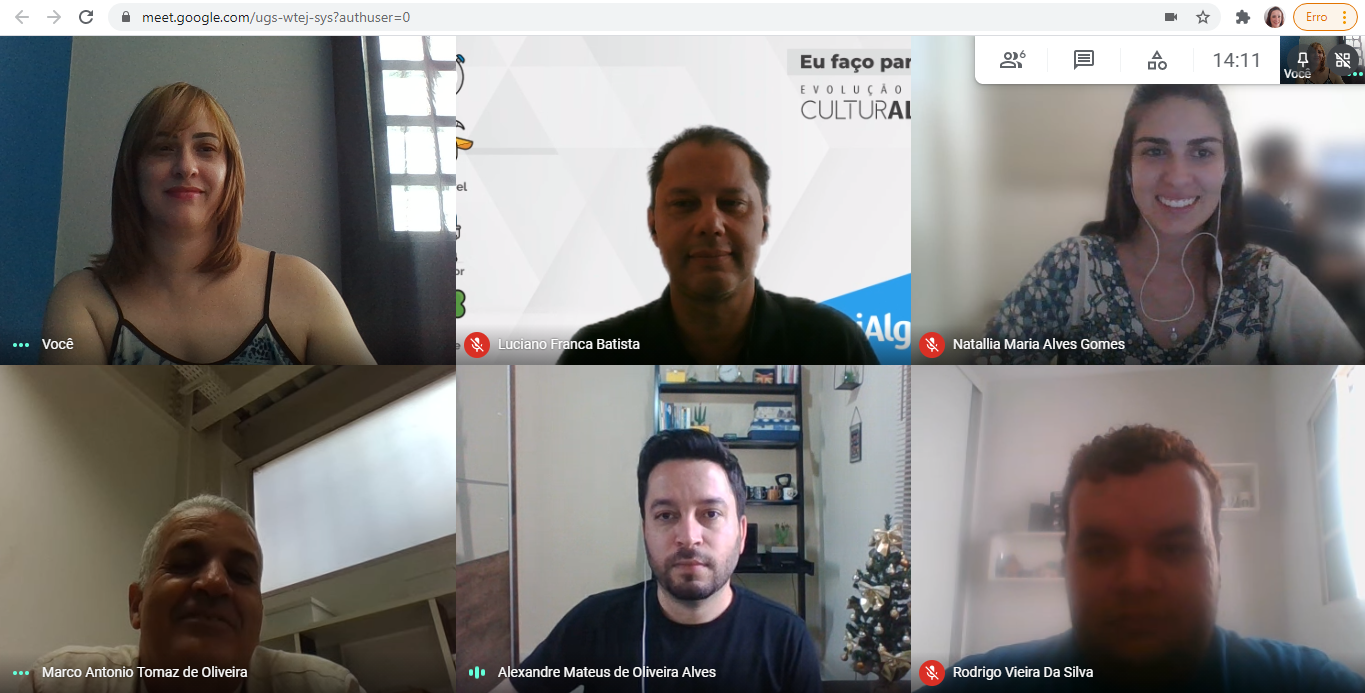 meet.google.com/ugs-wtej-sys?authuser=0
Erro
6
14:11
Você
Você
Eu faço par
EVOLUÇÃO
CULTURAL
el
or
iAlg
e
Luciano Franca Batista
Natallia Maria Alves Gomes
Marco Antonio Tomaz de Oliveira
Alexandre Mateus de Oliveira Alves
Rodrigo Vieira Da Silva